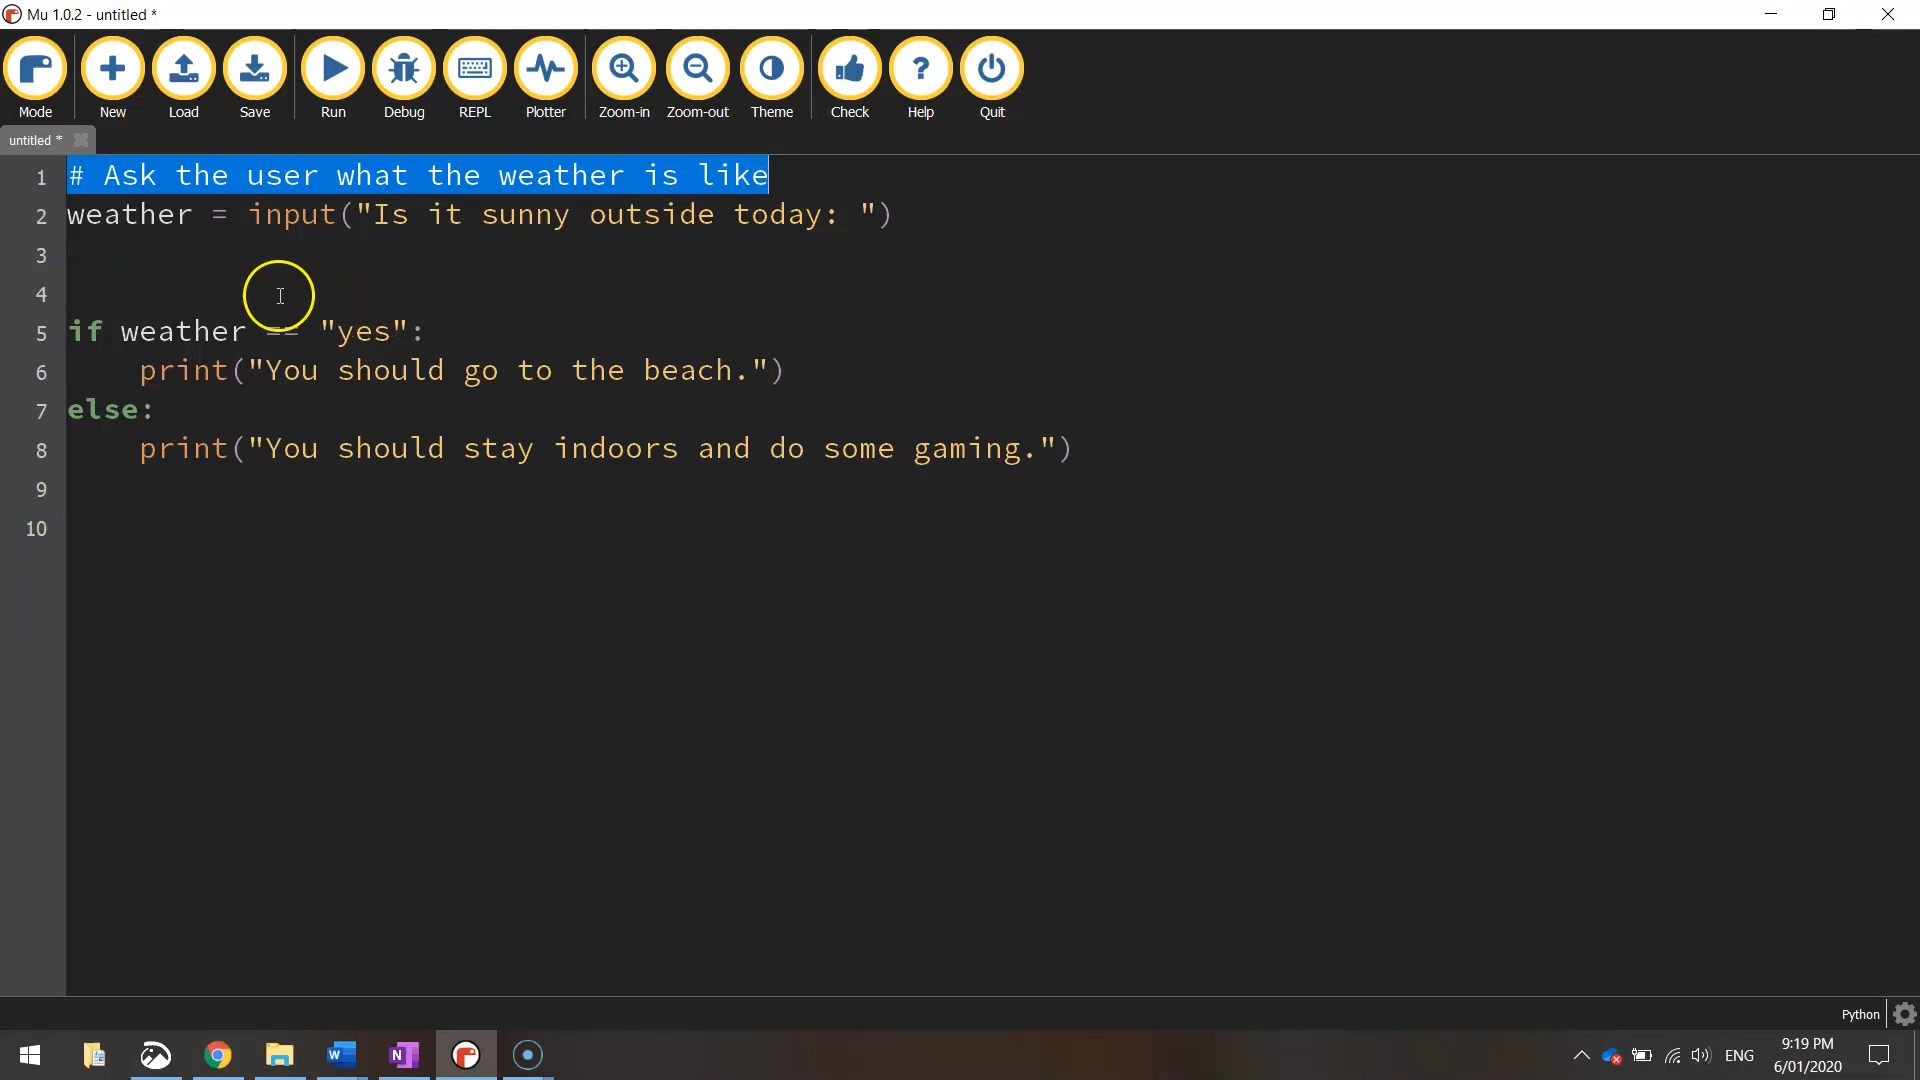 Mu 1.0.2 - untitled *
Mode New Load Save Run Debug REPL Plotter Zoom-in Zoom-out Theme Check Help Quit
untitled *
1 # Ask the user what the weather is like
2 weather = input("Is it sunny outside today: ")
3
4
5 if weather == "yes":
6     print("You should go to the beach.")
7 else:
8     print("You should stay indoors and do some gaming.")
9
10
Python
ENG
9:19 PM
6/01/2020